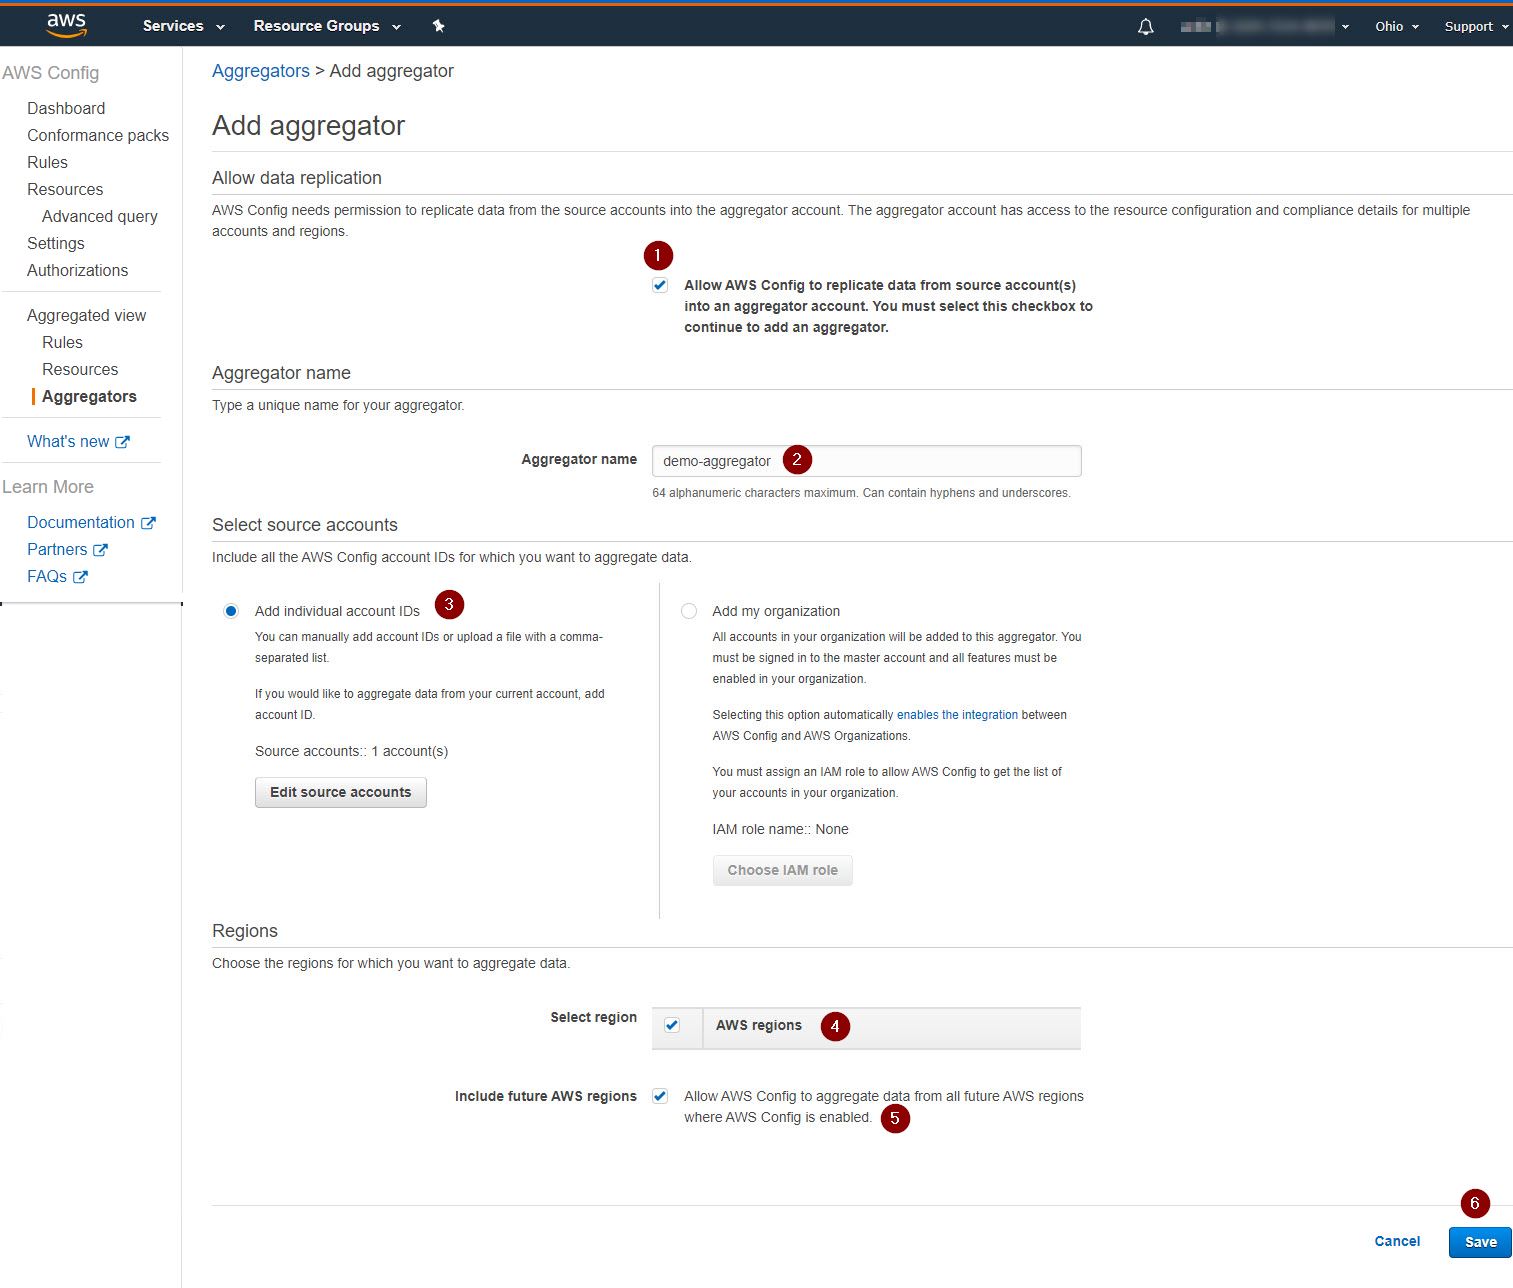 aws
Services
Resource Groups
Ohio
Support
AWS Config
Dashboard
Conformance packs
Rules
Resources
Advanced query
Settings
Authorizations
Aggregated view
Rules
Resources
Aggregators
What's new
Learn More
Documentation
Partners
FAQs
Aggregators > Add aggregator
Add aggregator
Allow data replication
AWS Config needs permission to replicate data from the source accounts into the aggregator account. The aggregator account has access to the resource configuration and compliance details for multiple
accounts and regions.
1
Allow AWS Config to replicate data from source account(s)
into an aggregator account. You must select this checkbox to
continue to add an aggregator.
Aggregator name
Type a unique name for your aggregator.
Aggregator name
demo-aggregator
2
64 alphanumeric characters maximum. Can contain hyphens and underscores.
Select source accounts
Include all the AWS Config account IDs for which you want to aggregate data.
Add individual account IDs
3
You can manually add account IDs or upload a file with a comma-
separated list.
If you would like to aggregate data from your current account, add
account ID.
Source accounts:: 1 account(s)
Edit source accounts
Add my organization
All accounts in your organization will be added to this aggregator. You
must be signed in to the master account and all features must be
enabled in your organization.
Selecting this option automatically enables the integration between
AWS Config and AWS Organizations.
You must assign an IAM role to allow AWS Config to get the list of
your accounts in your organization.
IAM role name:: None
Choose IAM role
Regions
Choose the regions for which you want to aggregate data.
Select region
AWS regions
4
Include future AWS regions
Allow AWS Config to aggregate data from all future AWS regions
where AWS Config is enabled.
5
6
Cancel
Save